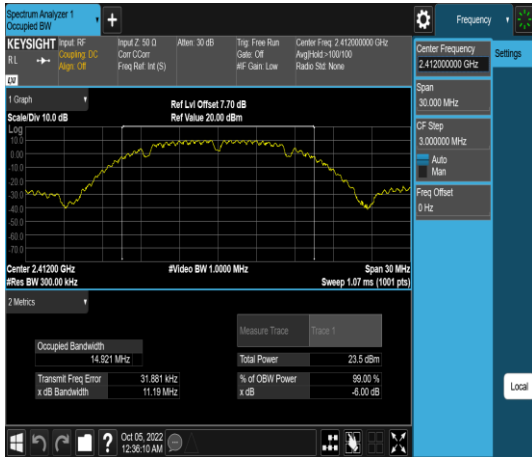 Spectrum Analyzer 1
Occupied BW
Frequency
KEYSIGHT
RL
Input: RF
Coupling: DC
Align: Off
Input Z: 50 Ω
Corr CCorr
Freq Ref: Int (S)
Atten: 30 dB
Trig: Free Run
Gate: Off
#IF Gain: Low
Center Freq: 2.412000000 GHz
Avg|Hold:>100/100
Radio Std: None
LXI
1 Graph
Scale/Div 10.0 dB
Ref Lvl Offset 7.70 dB
Ref Value 20.00 dBm
Log
10.0
0.00
-10.0
-20.0
-30.0
-40.0
-50.0
-60.0
-70.0
Center 2.41200 GHz
#Res BW 300.00 kHz
#Video BW 1.0000 MHz
Span 30 MHz
Sweep 1.07 ms (1001 pts)
2 Metrics
Measure Trace
Trace 1
Occupied Bandwidth
14.921 MHz
Total Power
23.5 dBm
Transmit Freq Error
31.881 kHz
% of OBW Power
99.00 %
x dB Bandwidth
11.19 MHz
x dB
-6.00 dB
Center Frequency
2.412000000 GHz
Settings
Span
30.000 MHz
CF Step
3.000000 MHz
Auto
Man
Freq Offset
0 Hz
Local
Oct 05, 2022
12:36:10 AM